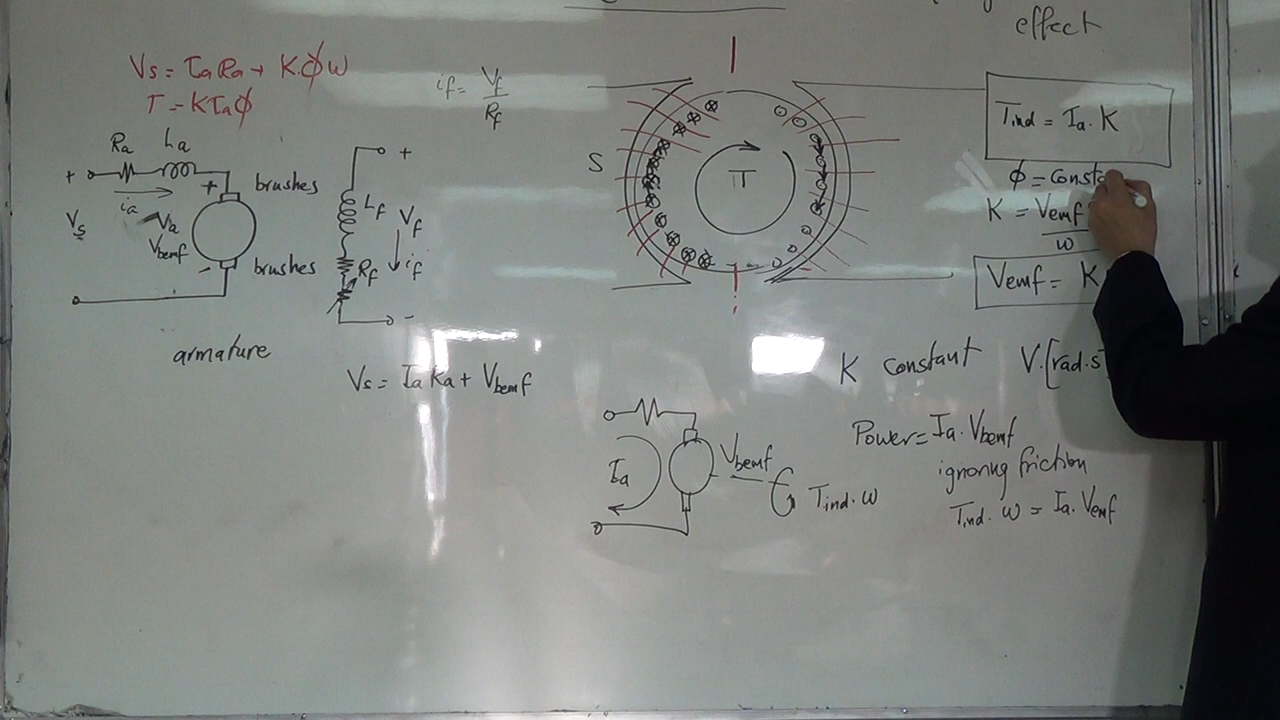 effect
Vs = IaRa + KΦω
T = KIaΦ
if = Vf / Rf
Ra La
+ brushes
+
ia
Vs
Va
Vbemf
- brushes
armature
+
Lf Vf
Rf if
-
Vs = IaRa + Vbemf
S
T
Tind = Ia. K
Φ = Consta
K = Vemf
ω
Vemf = K
K constant V.[rad.s
Power = Ia. Vbemf
ignoring friction
Tind. ω = Ia. Vemf
Ia
Vbemf
Tind. ω